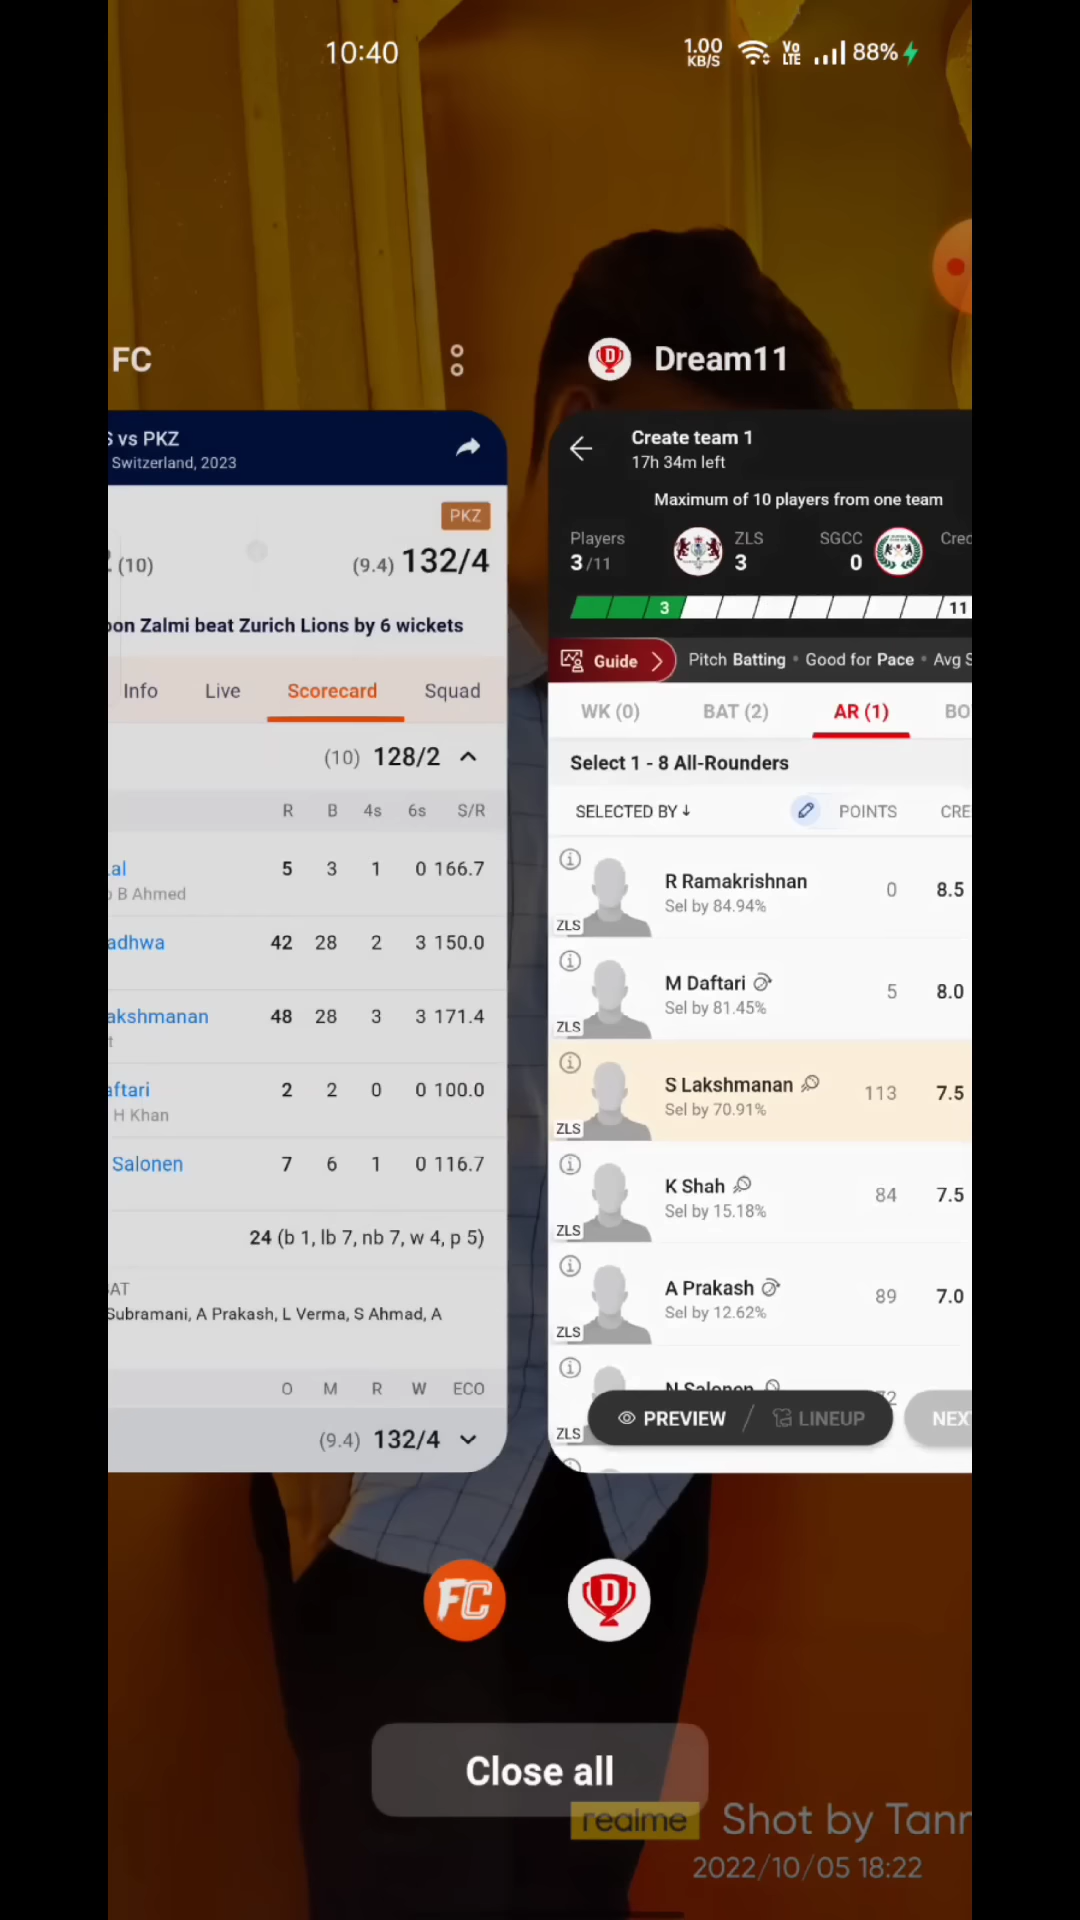 10:40
1.00
KB/S
Vo
LTE
88%
FC
S vs PKZ
Switzerland, 2023
PKZ
(10)
(9.4) 132/4
Zalmi beat Zurich Lions by 6 wickets
Info Live Scorecard Squad
(10) 128/2
R B 4s 6s S/R
5 3 1 0 166.7
B Ahmed
42 28 2 3 150.0
48 28 3 3 171.4
2 2 0 0 100.0
H Khan
Salonen 7 6 1 0 116.7
24 (b 1, lb 7, nb 7, w 4, p 5)
Subramani, A Prakash, L Verma, S Ahmad, A
O M R W ECO
(9.4) 132/4
Dream11
Create team 1
17h 34m left
Maximum of 10 players from one team
Players
3/11
ZLS
3
SGCC
0
3 11
Guide
Pitch Batting • Good for Pace •
WK (0) BAT (2) AR (1)
Select 1 - 8 All-Rounders
SELECTED BY ↓ POINTS
R Ramakrishnan 0 8.5
Sel by 84.94%
ZLS
M Daftari 5 8.0
Sel by 81.45%
ZLS
S Lakshmanan 113 7.5
Sel by 70.91%
ZLS
K Shah 84 7.5
Sel by 15.18%
ZLS
A Prakash 89 7.0
Sel by 12.62%
ZLS
N Salonen
ZLS
PREVIEW / LINEUP
FC
D
Close all
realme Shot by
2022/10/05 18:22